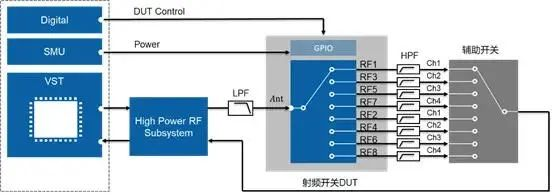 Digital
DUT Control
SMU
Power
VST
High Power RF
Subsystem
LPF
Ant
GPIO
RF1
RF3
RF5
RF7
RF2
RF4
RF6
RF8
HPF
Ch1
Ch2
Ch3
Ch4
Ch1
Ch2
Ch3
Ch4
辅助开关
射频开关DUT